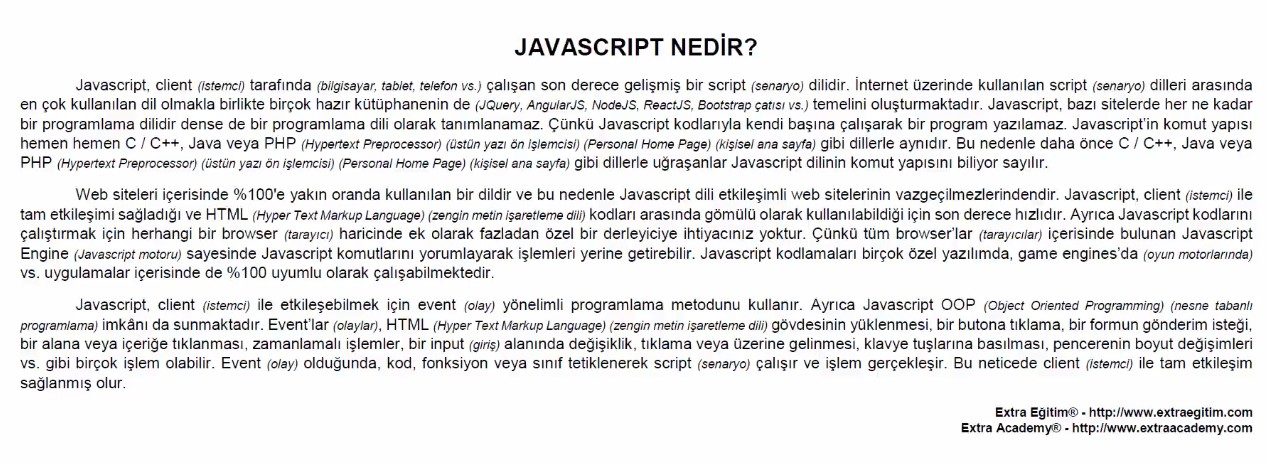 JAVASCRIPT NEDİR?
Javascript, client (istemci) tarafında (bilgisayar, tablet, telefon vs.) çalışan son derece gelişmiş bir script (senaryo) dilidir. İnternet üzerinde kullanılan script (senaryo) dilleri arasında
en çok kullanılan dil olmakla birlikte birçok hazır kütüphanenin de (JQuery, AngularJS, NodeJS, ReactJS, Bootstrap çatısı vs.) temelini oluşturmaktadır. Javascript, bazı sitelerde her ne kadar
bir programlama dilidir dense de bir programlama dili olarak tanımlanamaz. Çünkü Javascript kodlarıyla kendi başına çalışarak bir program yazılamaz. Javascript'in komut yapısı
hemen hemen C / C++, Java veya PHP (Hypertext Preprocessor) (üstün yazı ön işlemcisi) (Personal Home Page) (kişisel ana sayfa) gibi dillerle aynıdır. Bu nedenle daha önce C / C++, Java veya
PHP (Hypertext Preprocessor) (üstün yazı ön işlemcisi) (Personal Home Page) (kişisel ana sayfa) gibi dillerle uğraşanlar Javascript dilinin komut yapısını biliyor sayılır.
Web siteleri içerisinde %100'e yakın oranda kullanılan bir dildir ve bu nedenle Javascript dili etkileşimli web sitelerinin vazgeçilmezlerindendir. Javascript, client (istemci) ile
tam etkileşimi sağladığı ve HTML (Hyper Text Markup Language) (zengin metin işaretleme dili) kodları arasında gömülü olarak kullanılabildiği için son derece hızlıdır. Ayrıca Javascript kodlarını
çalıştırmak için herhangi bir browser (tarayıcı) haricinde ek olarak fazladan özel bir derleyiciye ihtiyacınız yoktur. Çünkü tüm browser'lar (tarayıcılar) içerisinde bulunan Javascript
Engine (Javascript motoru) sayesinde Javascript komutlarını yorumlayarak işlemleri yerine getirebilir. Javascript kodlamaları birçok özel yazılımda, game engines'da (oyun motorlarında)
vs. uygulamalar içerisinde de %100 uyumlu olarak çalışabilmektedir.
Javascript, client (istemci) ile etkileşebilmek için event (olay) yönelimli programlama metodunu kullanır. Ayrıca Javascript OOP (Object Oriented Programming) (nesne tabanlı
programlama) imkânı da sunmaktadır. Event'lar (olaylar), HTML (Hyper Text Markup Language) (zengin metin işaretleme dili) gövdesinin yüklenmesi, bir butona tıklama, bir formun gönderim isteği,
bir alana veya içeriğe tıklanması, zamanlamalı işlemler, bir input (giriş) alanında değişiklik, tıklama veya üzerine gelinmesi, klavye tuşlarına basılması, pencerenin boyut değişimleri
vs. gibi birçok işlem olabilir. Event (olay) olduğunda, kod, fonksiyon veya sınıf tetiklenerek script (senaryo) çalışır ve işlem gerçekleşir. Bu neticede client (istemci) ile tam etkileşim
sağlanmış olur.
Extra Eğitim® - http://www.extraegitim.com
Extra Academy® - http://www.extraacademy.com